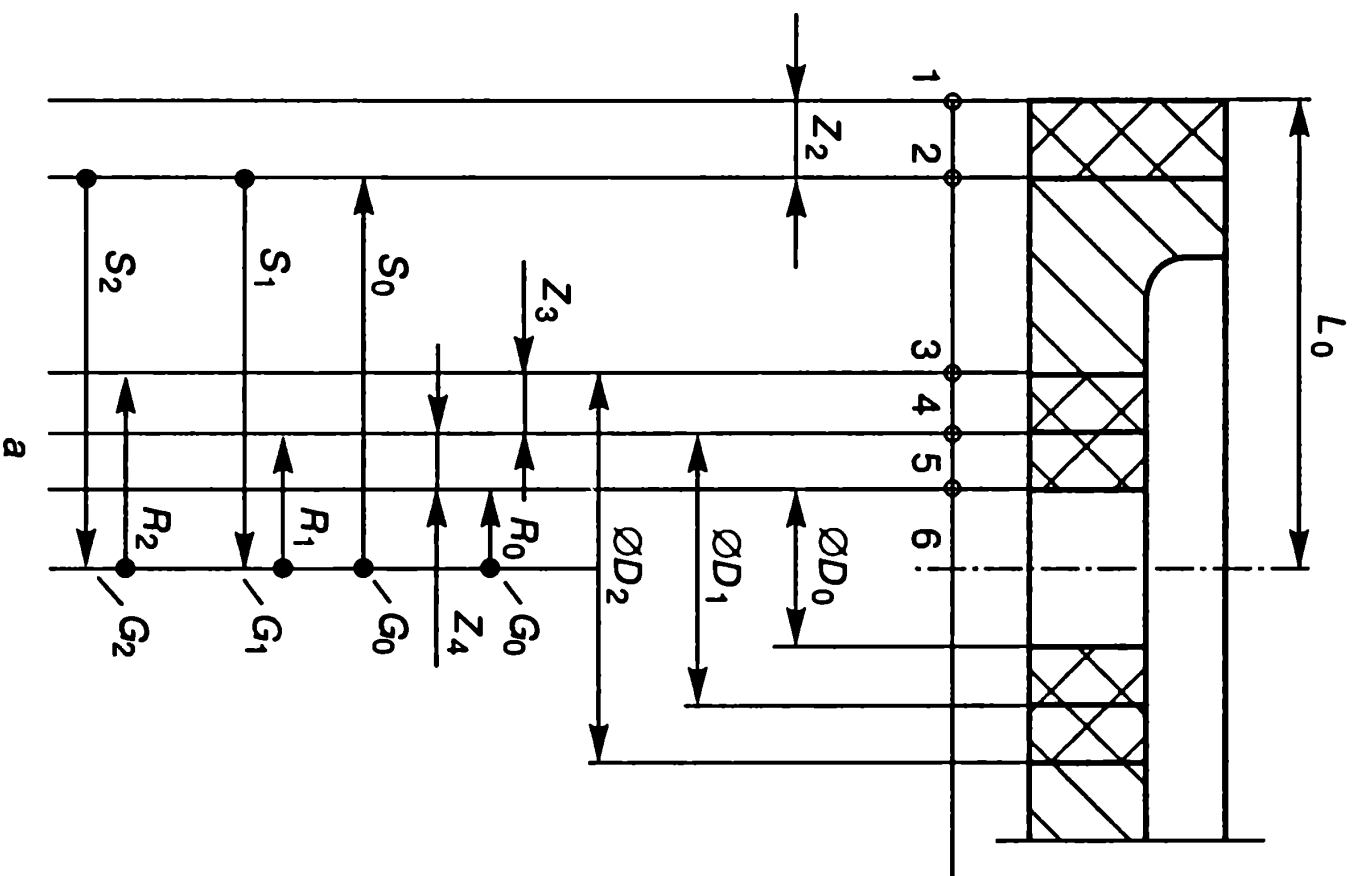 L₀
1
2
3
4
5
6
Z₂
ØD₀
ØD₁
ØD₂
Z₃
R₀
G₀
Z₄
S₀
G₀
S₁
R₁
G₁
S₂
R₂
G₂
a